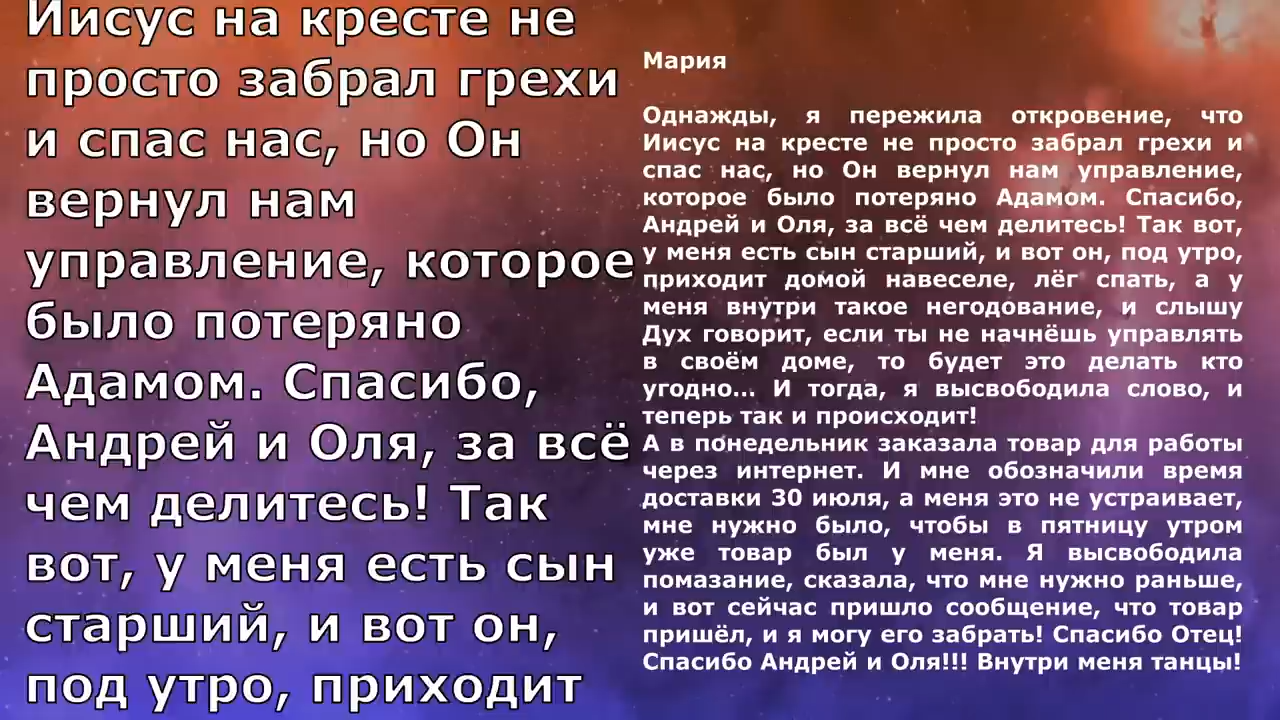 Иисус на кресте не
просто забрал грехи
и спас нас, но Он
вернул нам
управление, которое
было потеряно
Адамом. Спасибо,
Андрей и Оля, за всё
чем делитесь! Так
вот, у меня есть сын
старший, и вот он,
под утро, приходит
Мария
Однажды, я пережила откровение, что
Иисус на кресте не просто забрал грехи и
спас нас, но Он вернул нам управление,
которое было потеряно Адамом. Спасибо,
Андрей и Оля, за всё чем делитесь! Так вот,
у меня есть сын старший, и вот он, под утро,
приходит домой навеселе, лёг спать, а у
меня внутри такое негодование, и слышу
Дух говорит, если ты не начнёшь управлять
в своём доме, то будет это делать кто
угодно... И тогда, я высвободила слово, и
теперь так и происходит!
А в понедельник заказала товар для работы
через интернет. И мне обозначили время
доставки 30 июля, а меня это не устраивает,
мне нужно было, чтобы в пятницу утром
уже товар был у меня. Я высвободила
помазание, сказала, что мне нужно раньше,
и вот сейчас пришло сообщение, что товар
пришёл, и я могу его забрать! Спасибо Отец!
Спасибо Андрей и Оля!!! Внутри меня танцы!